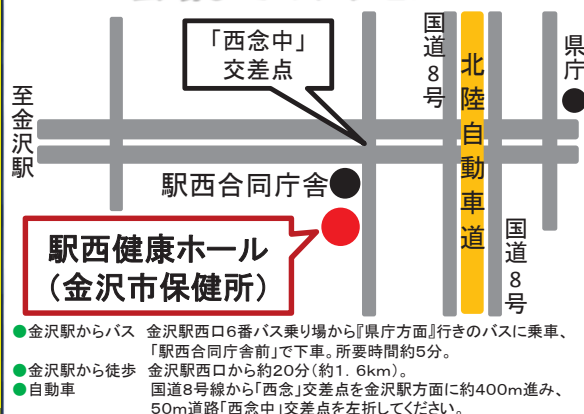 「西念中」
交差点
国道8号
北陸自動車道
県庁
至金沢駅
駅西合同庁舎
駅西健康ホール
（金沢市保健所）
国道8号
●金沢駅からバス 金沢駅西口6番バス乗り場から『県庁方面』行きのバスに乗車、
「駅西合同庁舎前」で下車。所要時間約5分。
●金沢駅から徒歩 金沢駅西口から約20分(約1．6km)。
●自動車 国道8号線から「西念」交差点を金沢駅方面に約400m進み、
50m道路「西念中」交差点を左折してください。